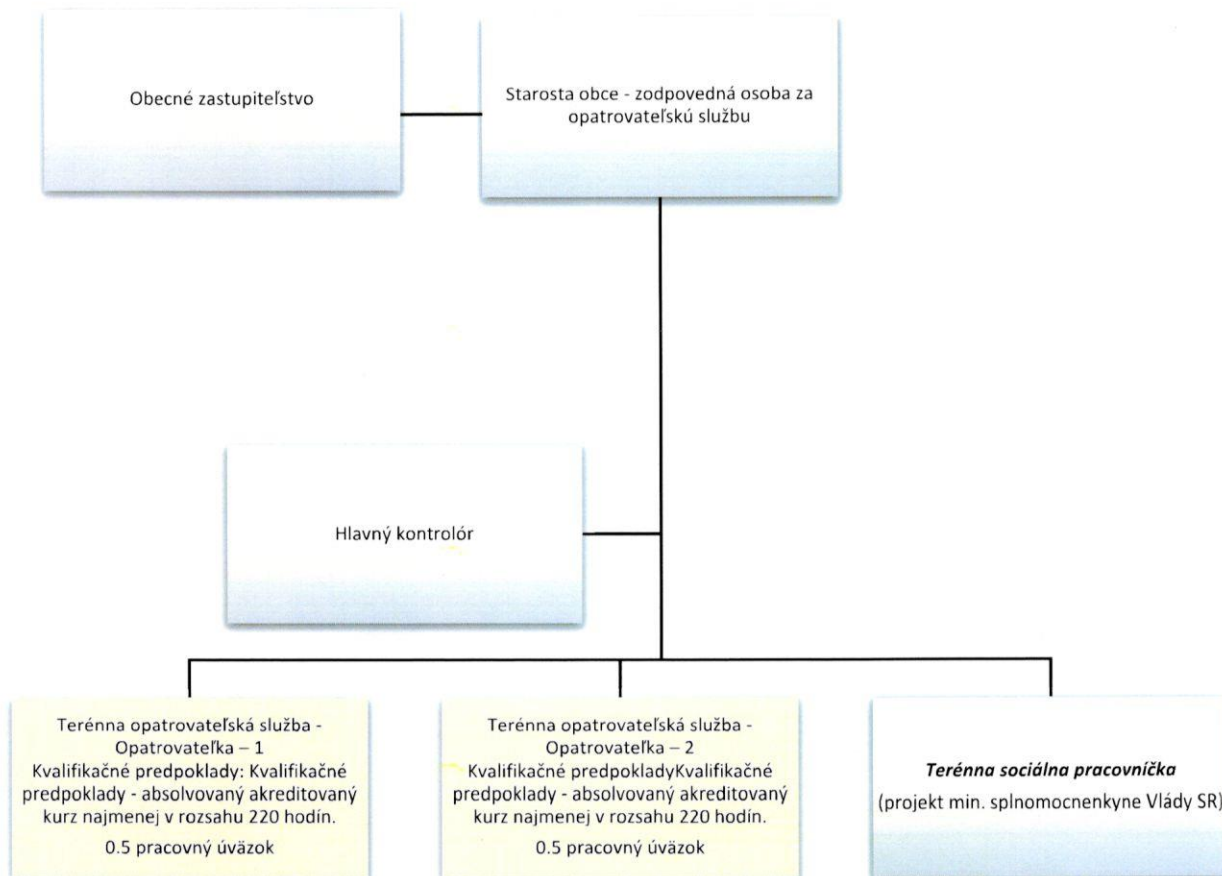 Obecné zastupiteľstvo
Starosta obce - zodpovedná osoba za
opatrovateľskú službu
Hlavný kontrolór
Terénna opatrovateľská služba -
Opatrovateľka – 1
Kvalifikačné predpoklady: Kvalifikačné
predpoklady - absolvovaný akreditovaný
kurz najmenej v rozsahu 220 hodín.
0.5 pracovný úväzok
Terénna opatrovateľská služba -
Opatrovateľka – 2
Kvalifikačné predpokladyKvalifikačné
predpoklady - absolvovaný akreditovaný
kurz najmenej v rozsahu 220 hodín.
0.5 pracovný úväzok
Terénna sociálna pracovníčka
(projekt min. splnomocnenkyne Vlády SR)